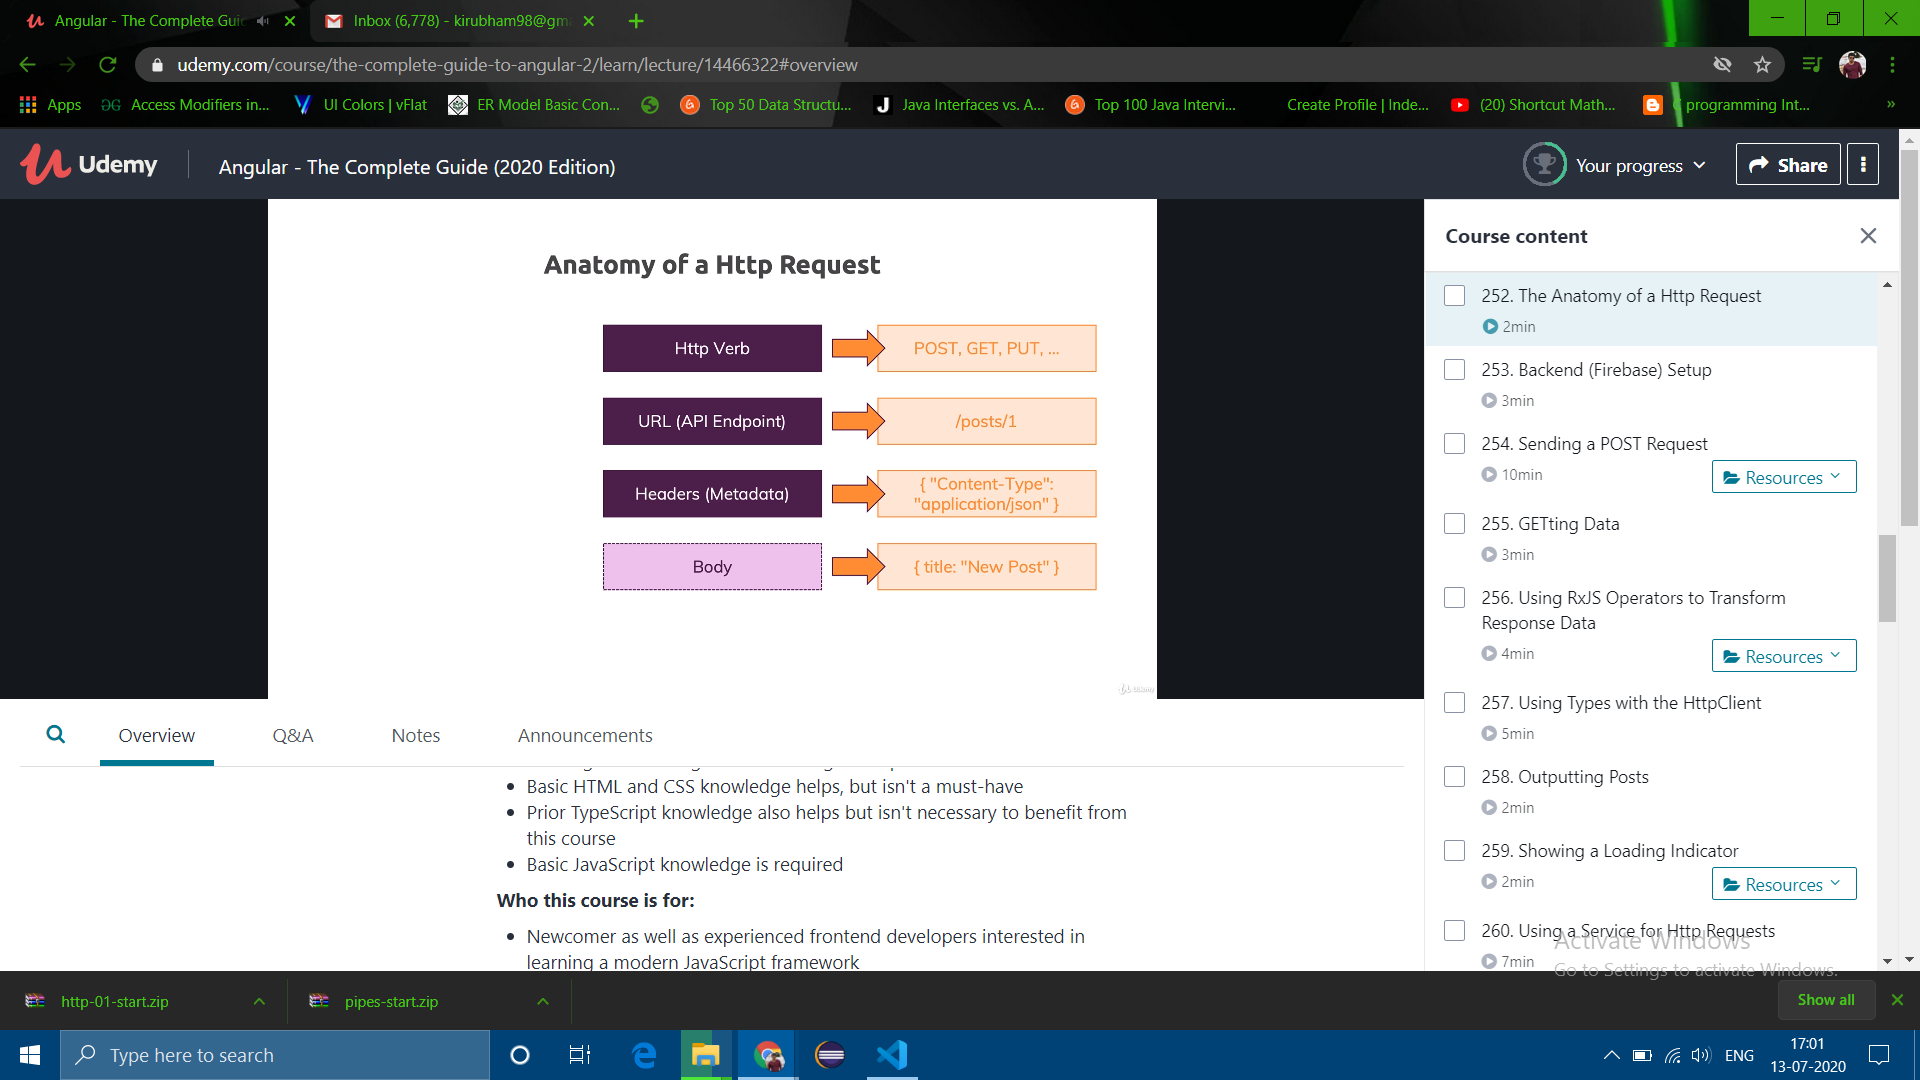 Angular - The Complete Gui
Inbox (6,778) - kirubham98@gm
udemy.com/course/the-complete-guide-to-angular-2/learn/lecture/14466322#overview
Apps
Access Modifiers in...
UI Colors | vFlat
ER Model Basic Con...
Top 50 Data Structu...
Java Interfaces vs. A...
Top 100 Java Intervi...
Create Profile | Inde...
(20) Shortcut Math...
programming Int...
Udemy
Angular - The Complete Guide (2020 Edition)
Your progress
Share
Anatomy of a Http Request
Http Verb
POST, GET, PUT, ...
URL (API Endpoint)
/posts/1
Headers (Metadata)
{ "Content-Type":
"application/json" }
Body
{ title: "New Post" }
Udemy
Course content
252. The Anatomy of a Http Request
2min
253. Backend (Firebase) Setup
3min
254. Sending a POST Request
10min
Resources
255. GETting Data
3min
256. Using RxJS Operators to Transform
Response Data
4min
Resources
257. Using Types with the HttpClient
5min
258. Outputting Posts
2min
259. Showing a Loading Indicator
2min
Resources
260. Using a Service for Http Requests
7min
Overview
Q&A
Notes
Announcements
Basic HTML and CSS knowledge helps, but isn't a must-have
Prior TypeScript knowledge also helps but isn't necessary to benefit from
this course
Basic JavaScript knowledge is required
Who this course is for:
Newcomer as well as experienced frontend developers interested in
learning a modern JavaScript framework
Activate Windows
Go to Settings to activate Windows.
http-01-start.zip
pipes-start.zip
Show all
Type here to search
ENG
17:01
13-07-2020